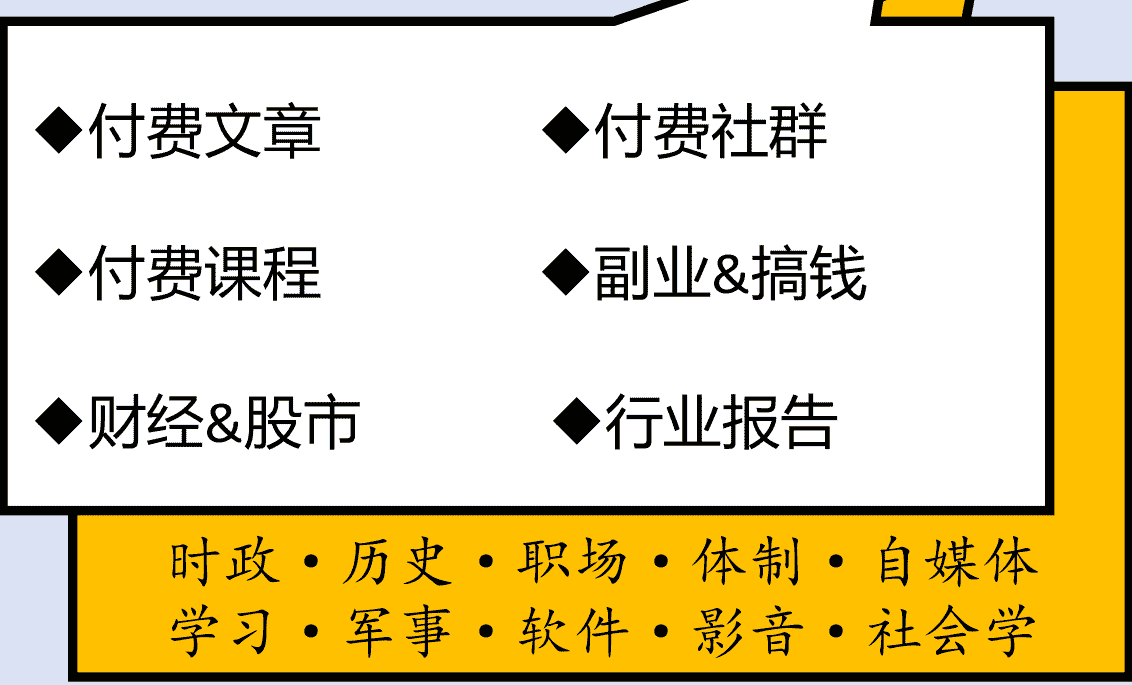 ◆付费文章 ◆付费社群
◆付费课程 ◆副业&搞钱
◆财经&股市 ◆行业报告
时政·历史·职场·体制·自媒体
学习·军事·软件·影音·社会学